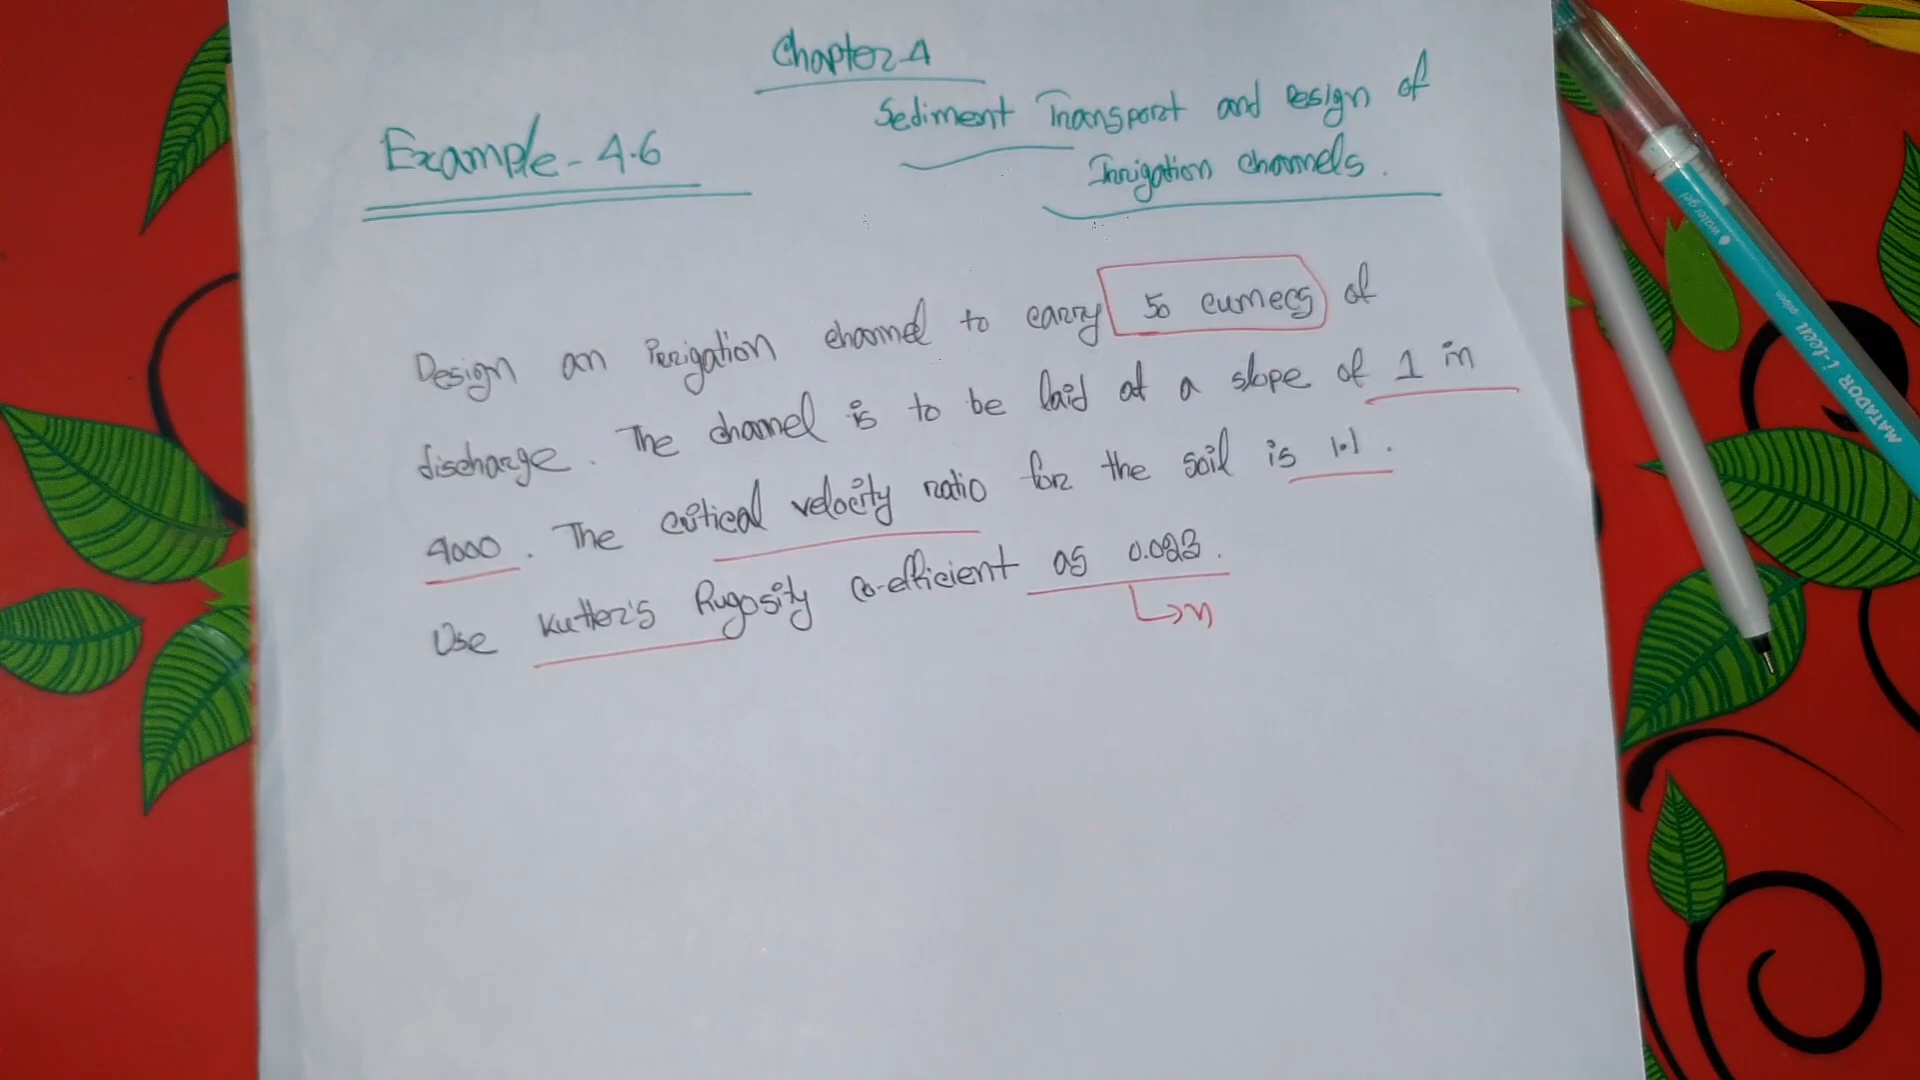 Chapter 4
Sediment Transport and Design of
Irrigation channels.
Example - 4.6
Design an Irrigation channel to carry 50 cumecs of
discharge. The channel is to be laid at a slope of 1 in
4000. The critical velocity ratio for the soil is 1.1.
Use Kutter's Rugosity Co-efficient as 0.023.
→n
water gel
MATADOR i-teen